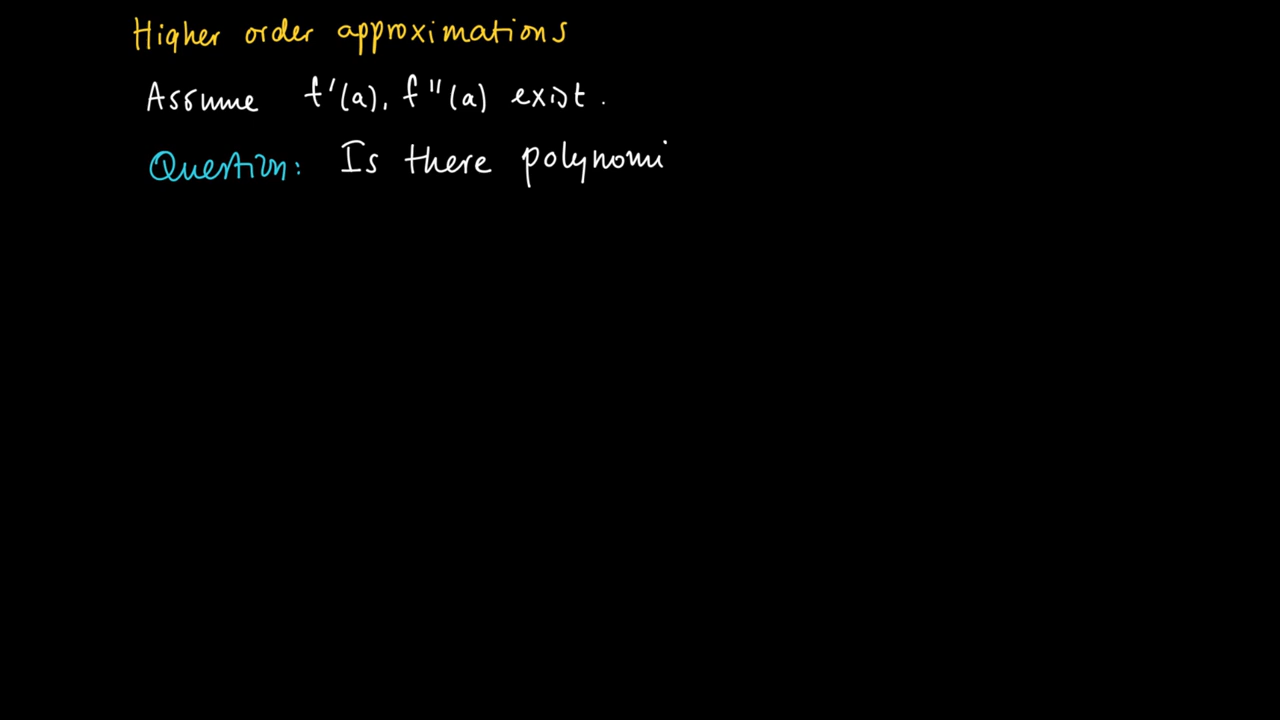 Higher order approximations
Assume f'(a), f''(a) exist.
Question: Is there polynomi